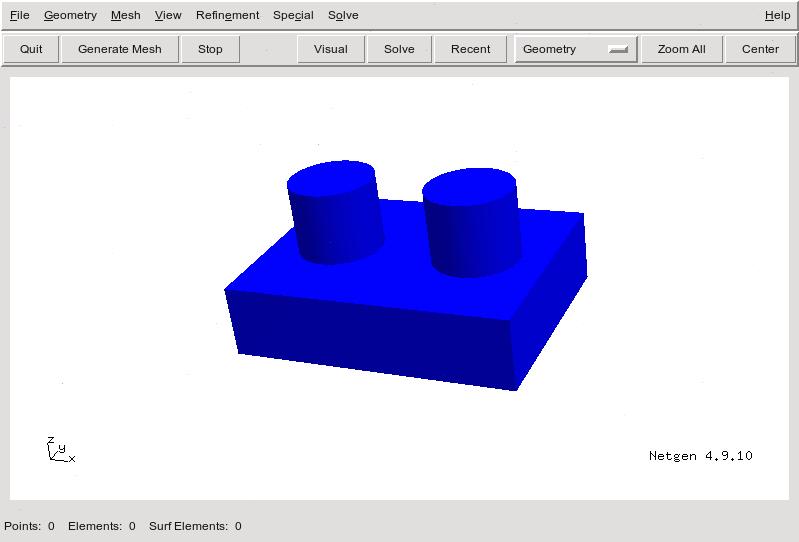 File Geometry Mesh View Refinement Special Solve Help
Quit Generate Mesh Stop Visual Solve Recent Geometry Zoom All Center
z
y
x
Netgen 4.9.10
Points: 0 Elements: 0 Surf Elements: 0